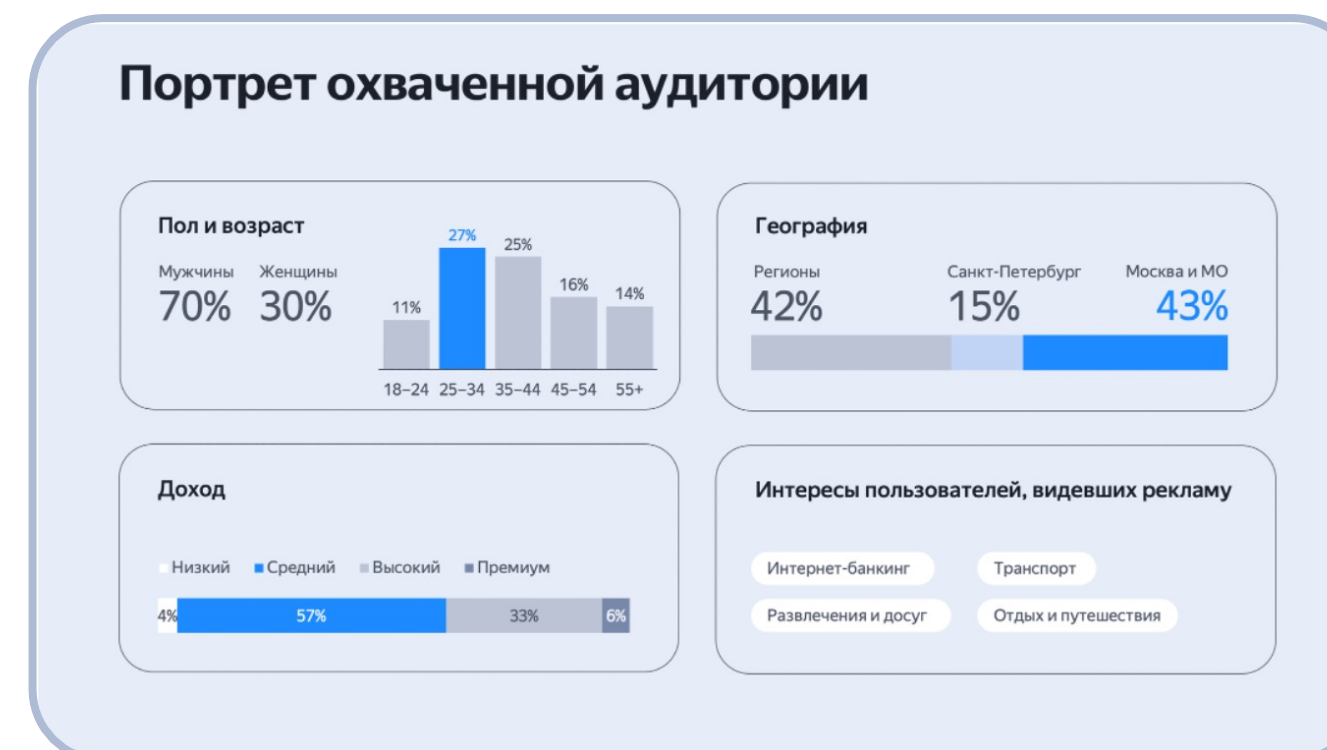 Портрет охваченной аудитории
Пол и возраст
Мужчины Женщины
70% 30%
11% 27% 25% 16% 14%
18–24 25–34 35–44 45–54 55+
География
Регионы Санкт-Петербург Москва и МО
42% 15% 43%
Доход
Низкий Средний Высокий Премиум
4% 57% 33% 6%
Интересы пользователей, видевших рекламу
Интернет-банкинг Транспорт
Развлечения и досуг Отдых и путешествия